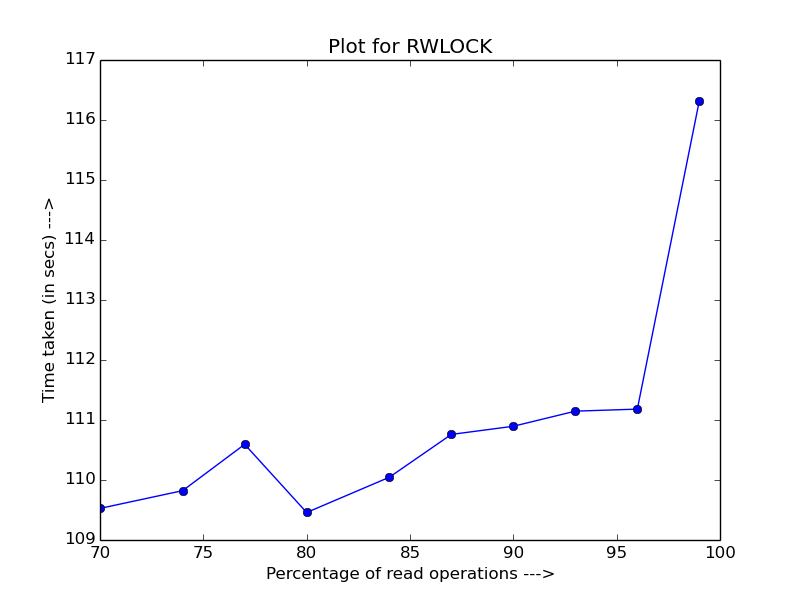 Plot for RWLOCK
117
116
115
114
113
112
111
110
109
Time taken (in secs) --->
70 75 80 85 90 95 100
Percentage of read operations --->